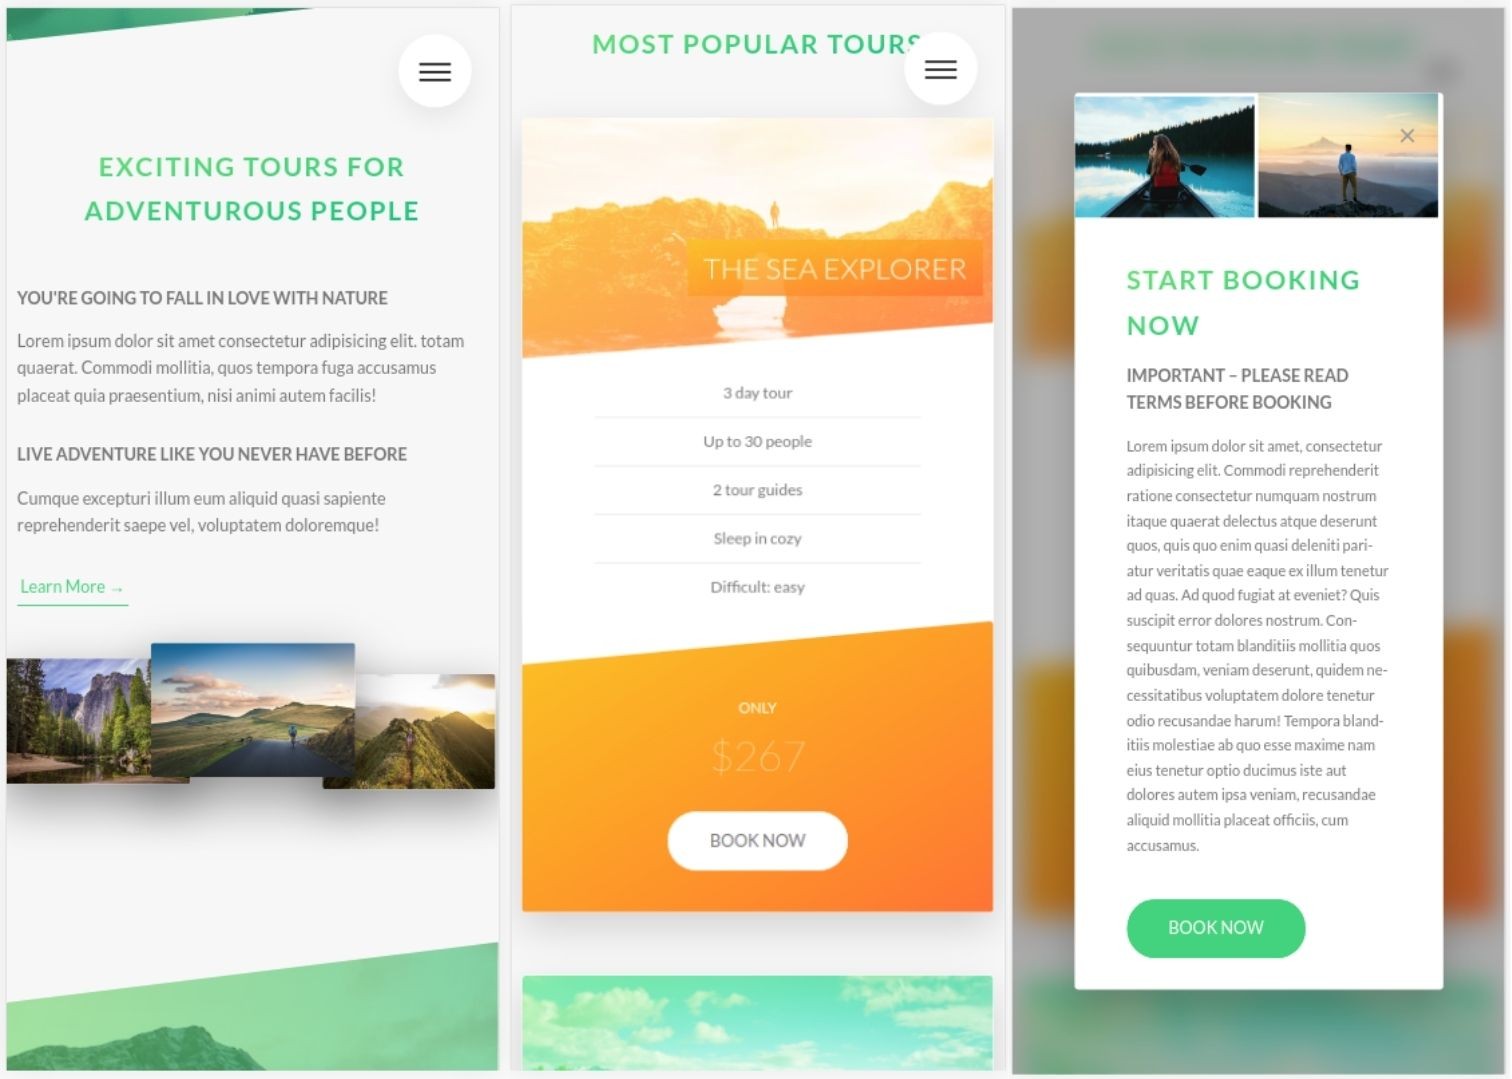 EXCITING TOURS FOR
ADVENTUROUS PEOPLE
YOU'RE GOING TO FALL IN LOVE WITH NATURE
Lorem ipsum dolor sit amet consectetur adipisicing elit. totam
quaerat. Commodi mollitia, quos tempora fuga accusamus
placeat quia praesentium, nisi animi autem facilis!
LIVE ADVENTURE LIKE YOU NEVER HAVE BEFORE
Cumque excepturi illum eum aliquid quasi sapiente
reprehenderit saepe vel, voluptatem doloremque!
Learn More →
MOST POPULAR TOURS
THE SEA EXPLORER
3 day tour
Up to 30 people
2 tour guides
Sleep in cozy
Difficult: easy
ONLY
$267
BOOK NOW
START BOOKING
NOW
IMPORTANT – PLEASE READ
TERMS BEFORE BOOKING
Lorem ipsum dolor sit amet, consectetur
adipisicing elit. Commodi reprehenderit
ratione consectetur numquam nostrum
itaque quaerat delectus atque deserunt
quos, quis quo enim quasi deleniti pari-
atur veritatis quae eaque ex illum tenetur
ad quas. Ad quod fugiat at eveniet? Quis
suscipit error dolores nostrum. Con-
sequuntur totam blanditiis mollitia quos
quibusdam, veniam deserunt, quidem ne-
cessitatibus voluptatem dolore tenetur
odio recusandae harum! Tempora bland-
itiis molestiae ab quo esse maxime nam
eius tenetur optio ducimus iste aut
dolores autem ipsa veniam, recusandae
aliquid mollitia placeat officiis, cum
accusamus.
BOOK NOW